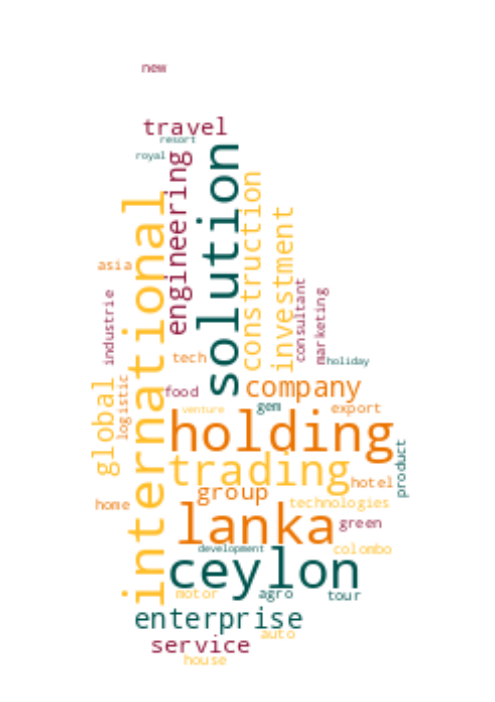 new
travel
resort
royal
engineering
solution
international
construction
investment
asia
industrie
consultant
marketing
tech
holiday
global
logistic
food
company
venture
gem
export
holding
product
trading
hotel
group
home
technologies
lanka
green
development
colombo
ceylon
motor
agro
tour
enterprise
auto
service
house